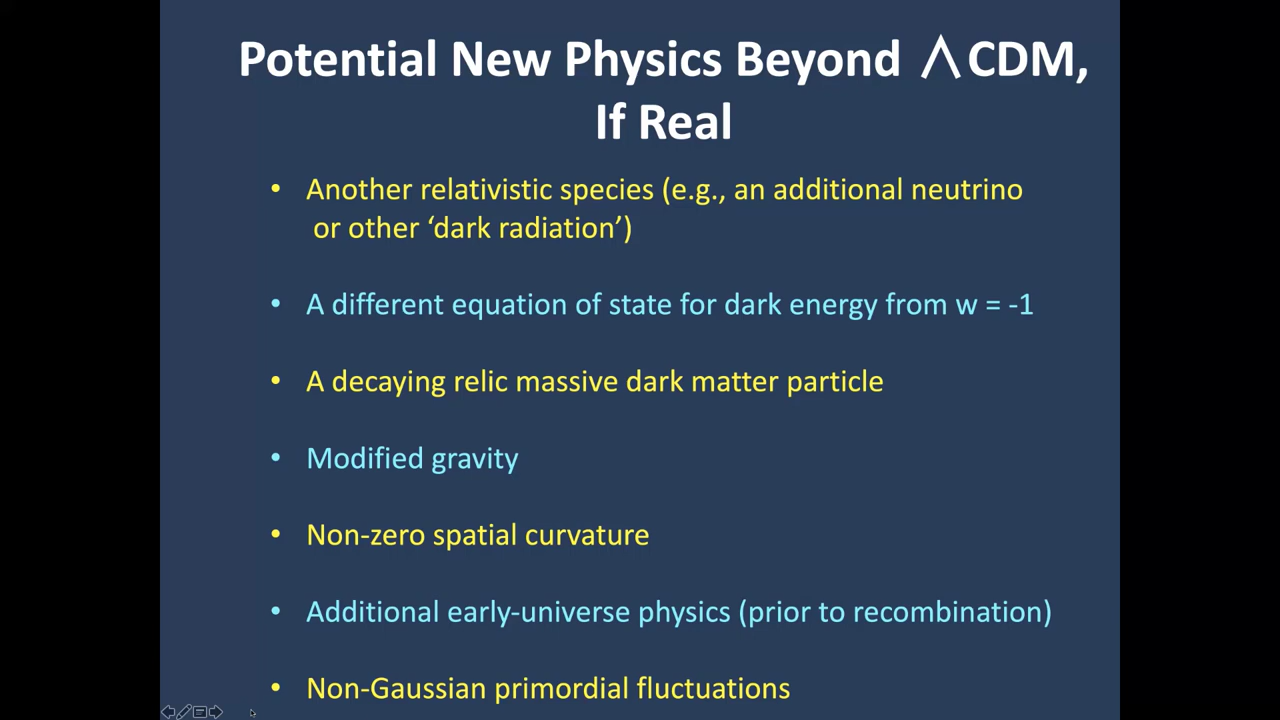 Potential New Physics Beyond ΛCDM,
If Real
• Another relativistic species (e.g., an additional neutrino
or other ‘dark radiation’)
• A different equation of state for dark energy from w = -1
• A decaying relic massive dark matter particle
• Modified gravity
• Non-zero spatial curvature
• Additional early-universe physics (prior to recombination)
• Non-Gaussian primordial fluctuations